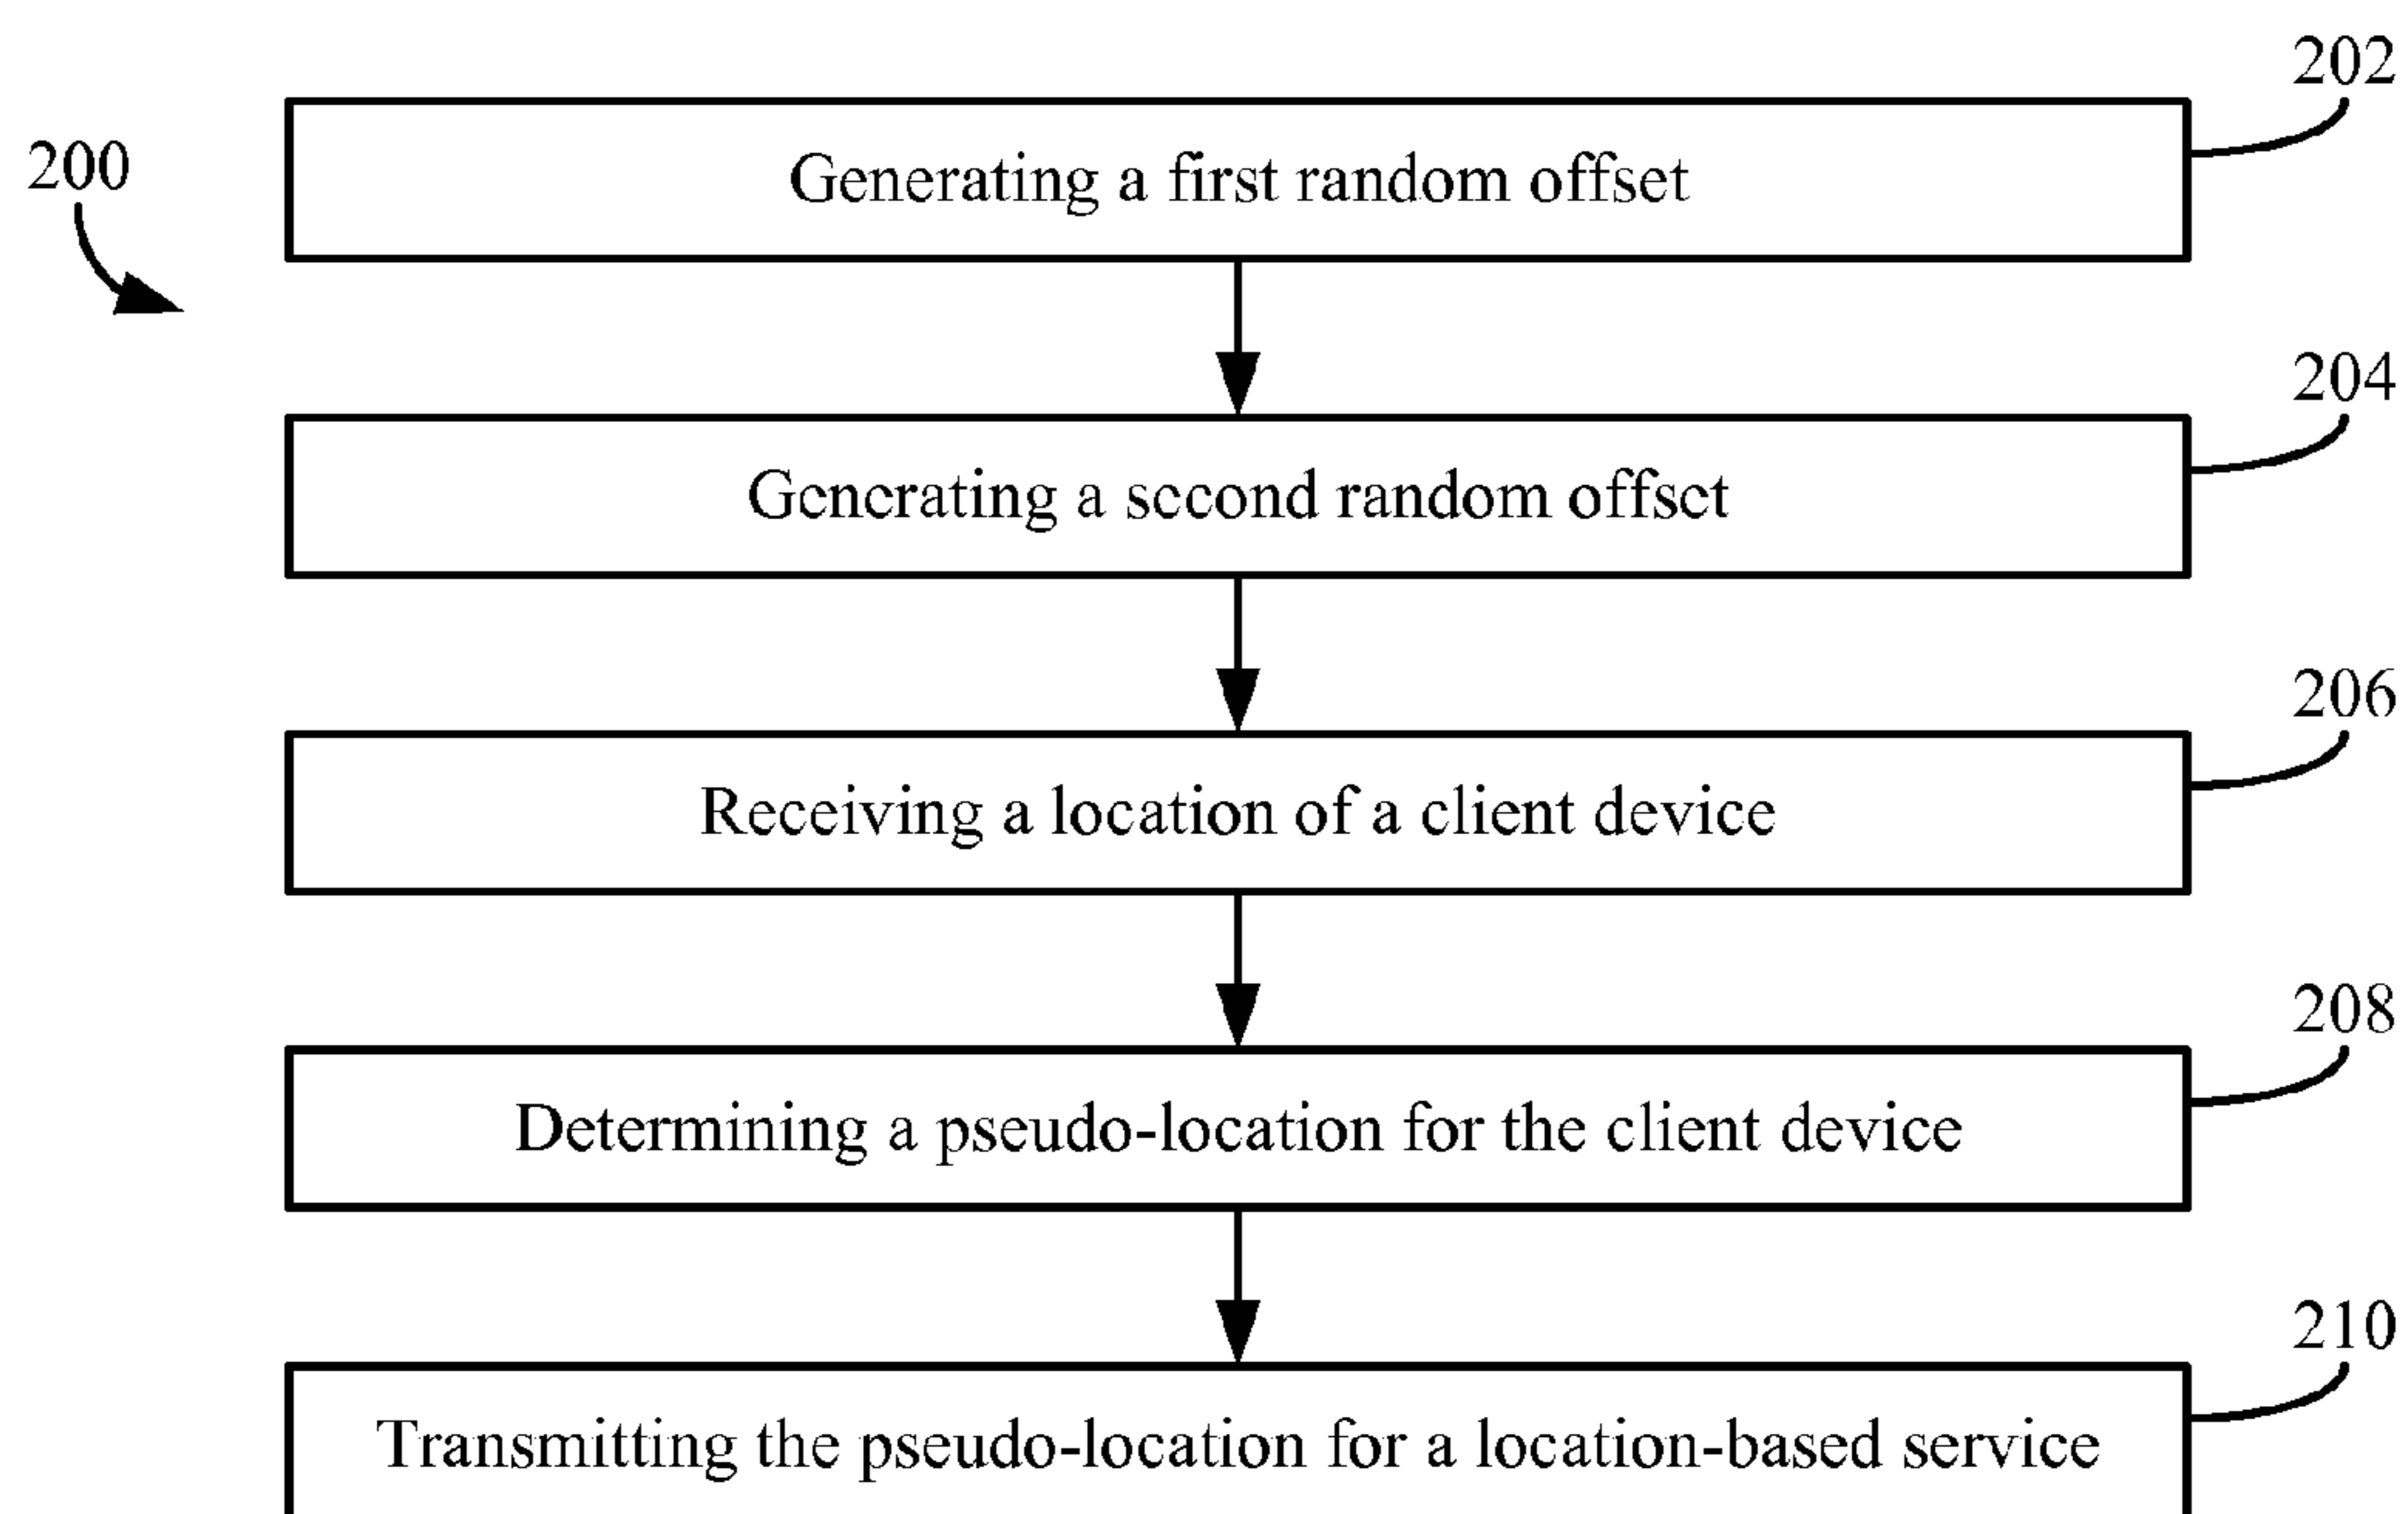 202
Generating a first random offset
200
204
Generating a second random offset
206
Receiving a location of a client device
208
Determining a pseudo-location for the client device
210
Transmitting the pseudo-location for a location-based service